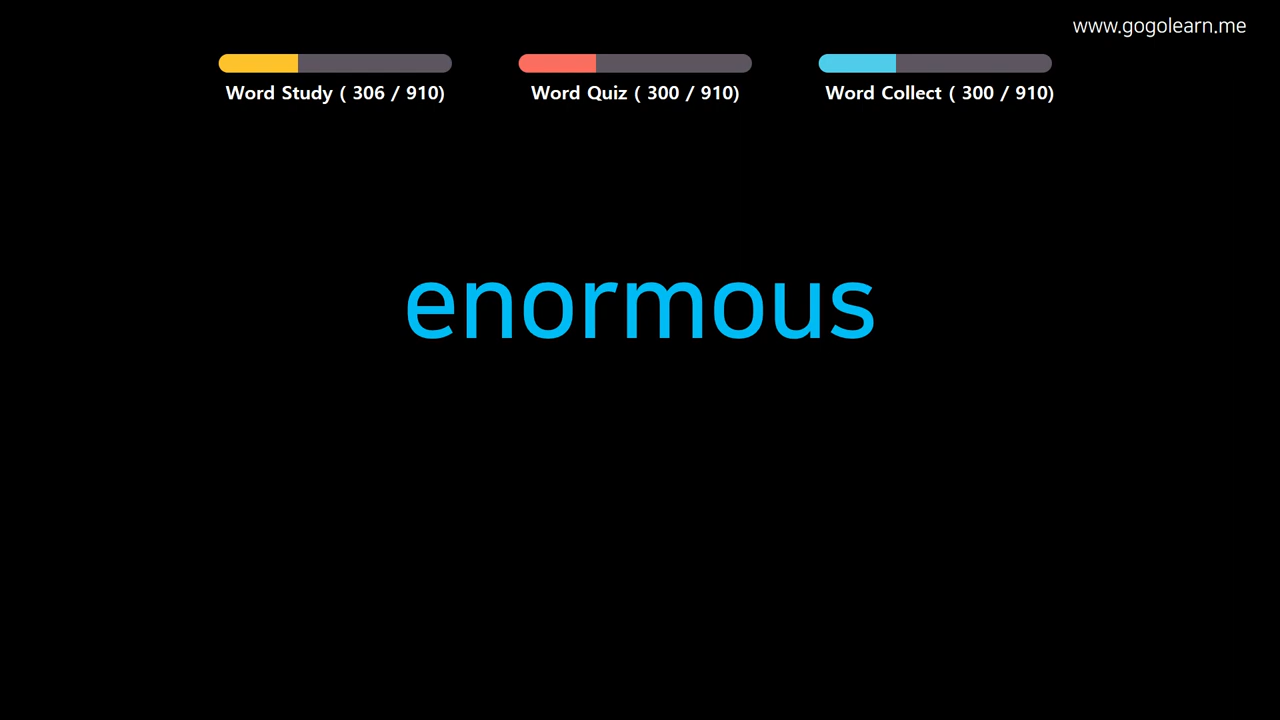 www.gogolearn.me
Word Study ( 306 / 910)
Word Quiz ( 300 / 910)
Word Collect ( 300 / 910)
enormous